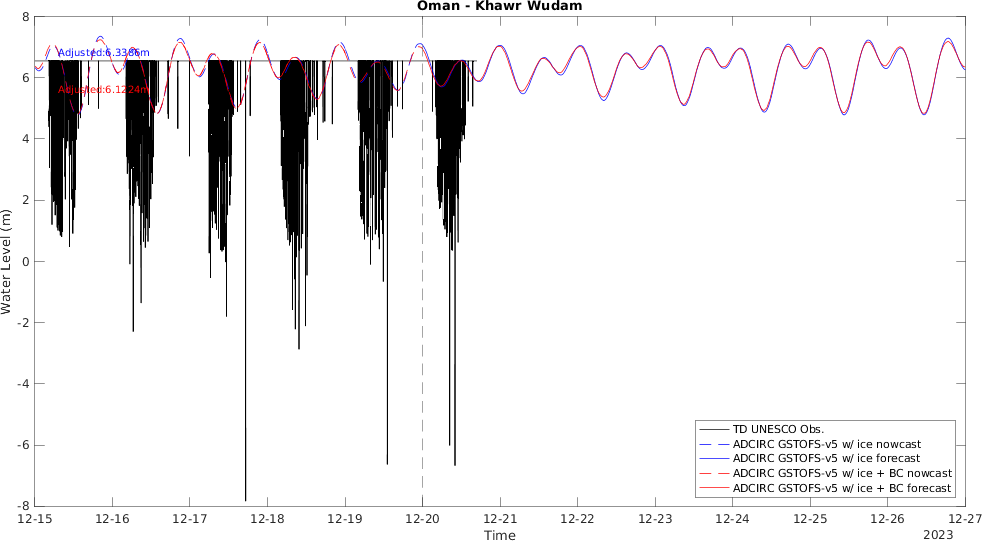 Oman - Khawr Wudam
8
6
4
2
0
-2
-4
-6
-8
Water Level (m)
Adjusted:6.3366m
Adjusted:6.1224m
TD UNESCO Obs.
ADCIRC GSTOFS-v5 w/ ice nowcast
ADCIRC GSTOFS-v5 w/ ice forecast
ADCIRC GSTOFS-v5 w/ ice + BC nowcast
ADCIRC GSTOFS-v5 w/ ice + BC forecast
12-15 12-16 12-17 12-18 12-19 12-20 12-21 12-22 12-23 12-24 12-25 12-26 12-27
Time
2023